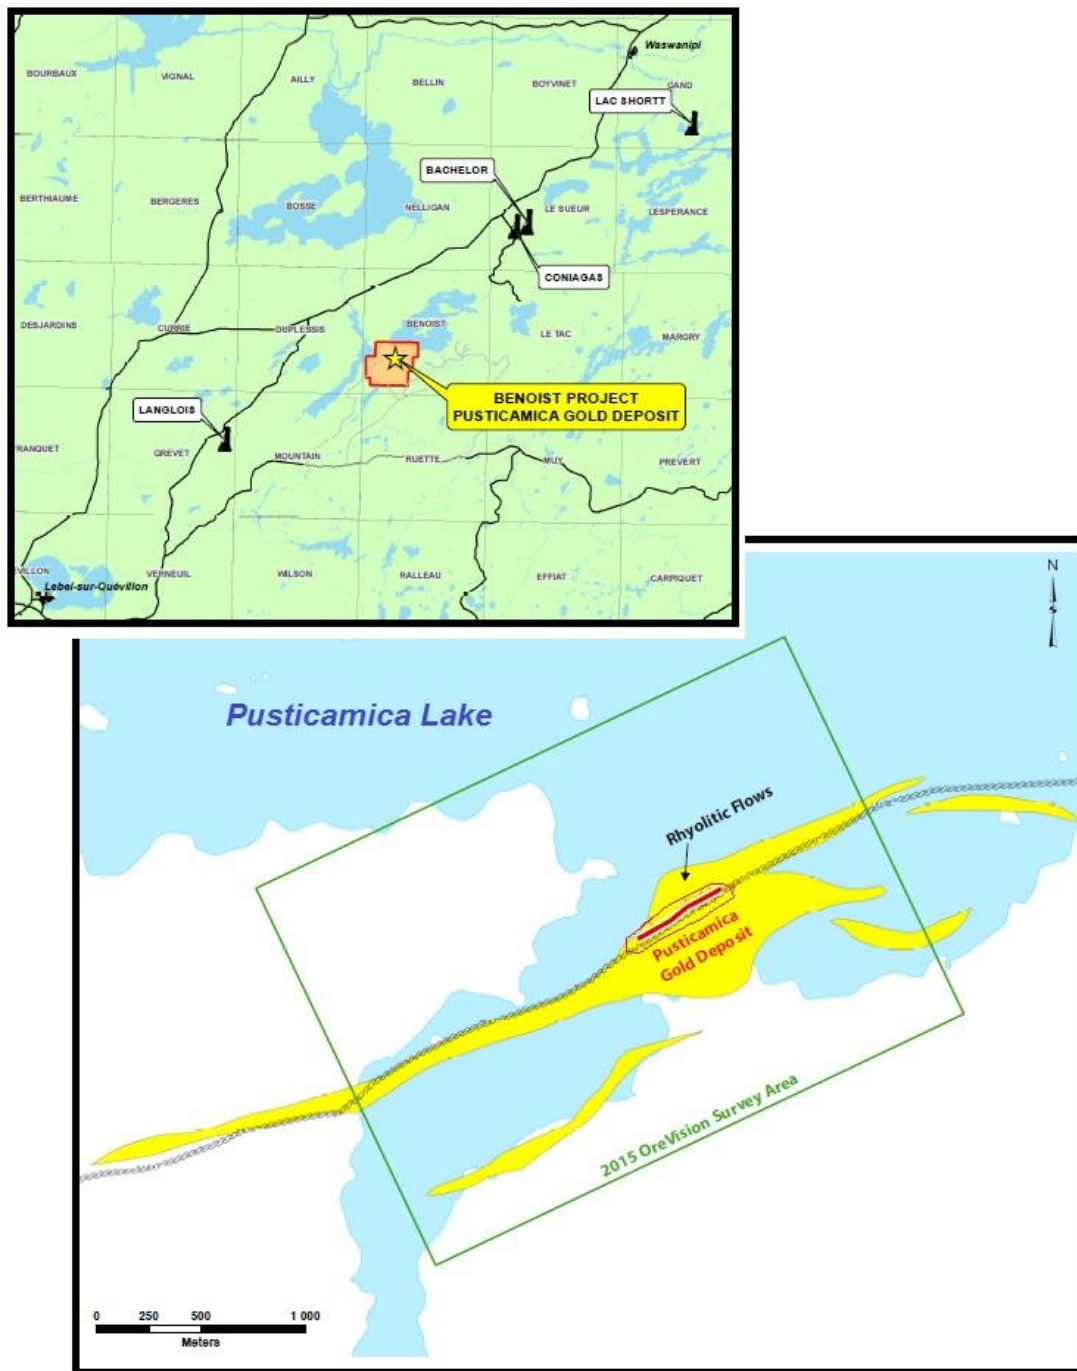 Waswanipi
BOURBAUX
VIGNAL
AILLY
BELLIN
BOYVINET
GAND
LAC SHORTT
BACHELOR
BERTHIAUME
BERGERES
BOSSE
NELLIGAN
LE SUEUR
LESPERANCE
CONIAGAS
DESJARDINS
CURRIE
DUPLESSIS
BENOIST
LE TAC
MARGRY
BENOIST PROJECT
PUSTICAMICA GOLD DEPOSIT
LANGLOIS
RANQUET
GREVET
MOUNTAIN
RUETTE
MUY
PREVERT
EVILLON
VERNEUIL
WILSON
RALLEAU
EFFIAT
CARPIQUET
Lebel-sur-Quévillon
N
S
Pusticamica Lake
Rhyolitic Flows
Pusticamica
Gold Deposit
2015 OreVision Survey Area
0 250 500 1 000
Meters